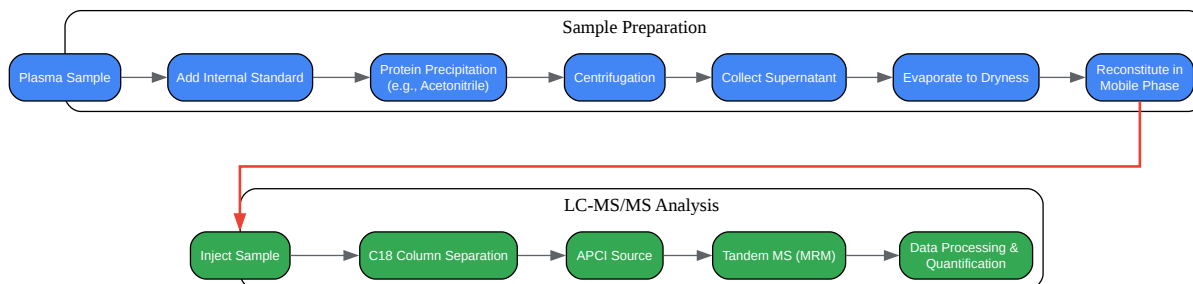 Sample Preparation
Plasma Sample
Add Internal Standard
Protein Precipitation
(e.g., Acetonitrile)
Centrifugation
Collect Supernatant
Evaporate to Dryness
Reconstitute in
Mobile Phase
LC-MS/MS Analysis
Inject Sample
C18 Column Separation
APCI Source
Tandem MS (MRM)
Data Processing &
Quantification